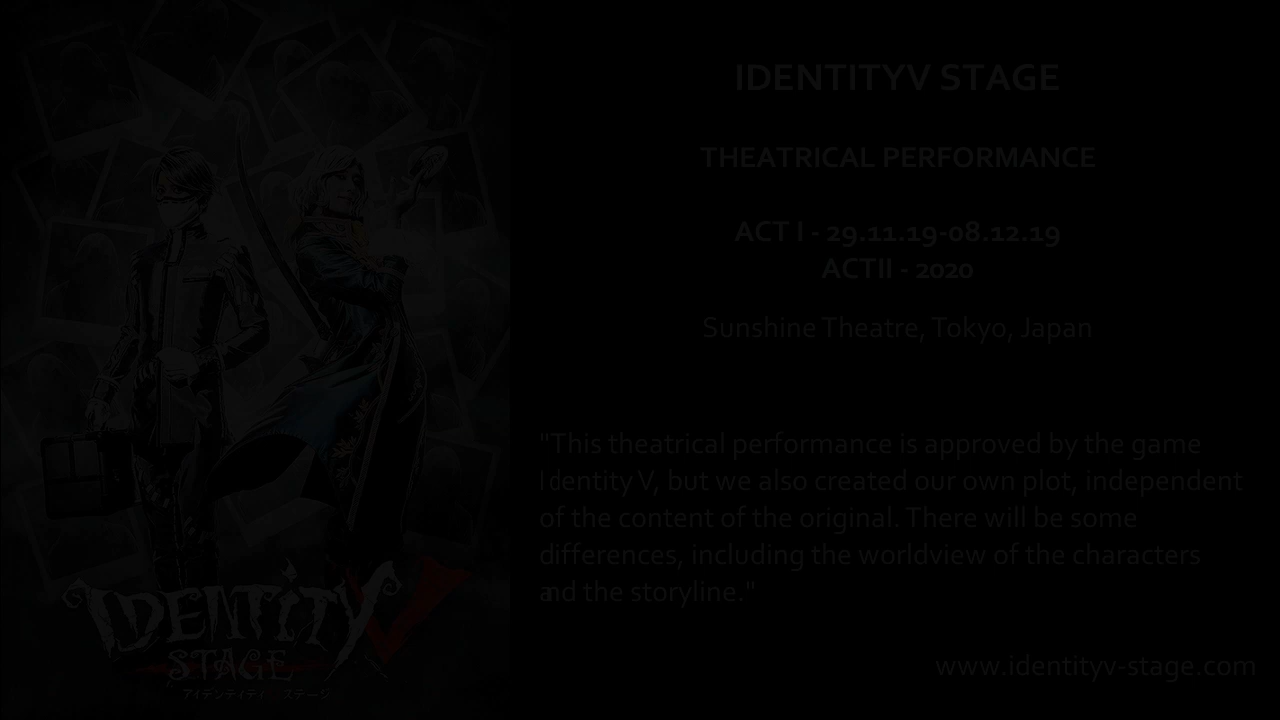 IDENTITYV STAGE
THEATRICAL PERFORMANCE
ACT I - 29.11.19-08.12.19
ACTII - 2020
Sunshine Theatre, Tokyo, Japan
"This theatrical performance is approved by the game
Identity V, but we also created our own plot, independent
of the content of the original. There will be some
differences, including the worldview of the characters
and the storyline."
www.identityv-stage.com
IDENTITY V
STAGE
アイデンティティ V ステージ